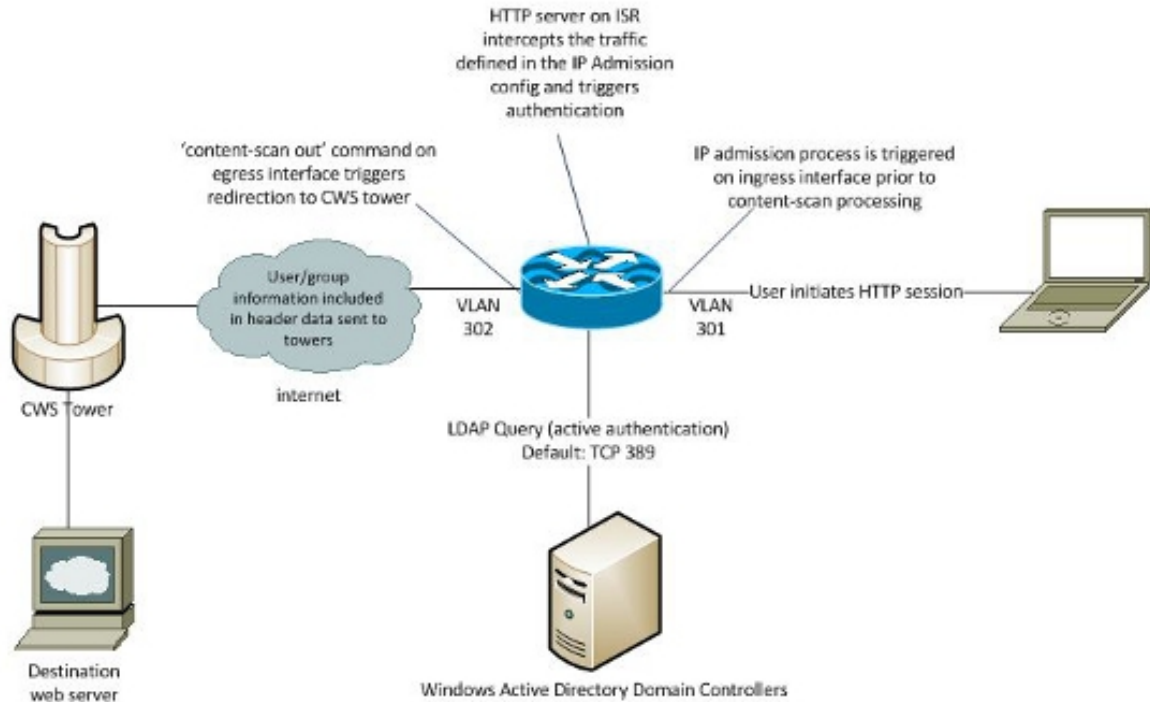 HTTP server on ISR
intercepts the traffic
defined in the IP Admission
config and triggers
authentication
'content-scan out' command on
egress interface triggers
redirection to CWS tower
IP admission process is triggered
on ingress interface prior to
content-scan processing
User/group
information included
in header data sent to
towers
VLAN
302
VLAN
301
User initiates HTTP session
internet
CWS Tower
LDAP Query (active authentication)
Default: TCP 389
Destination
web server
Windows Active Directory Domain Controllers